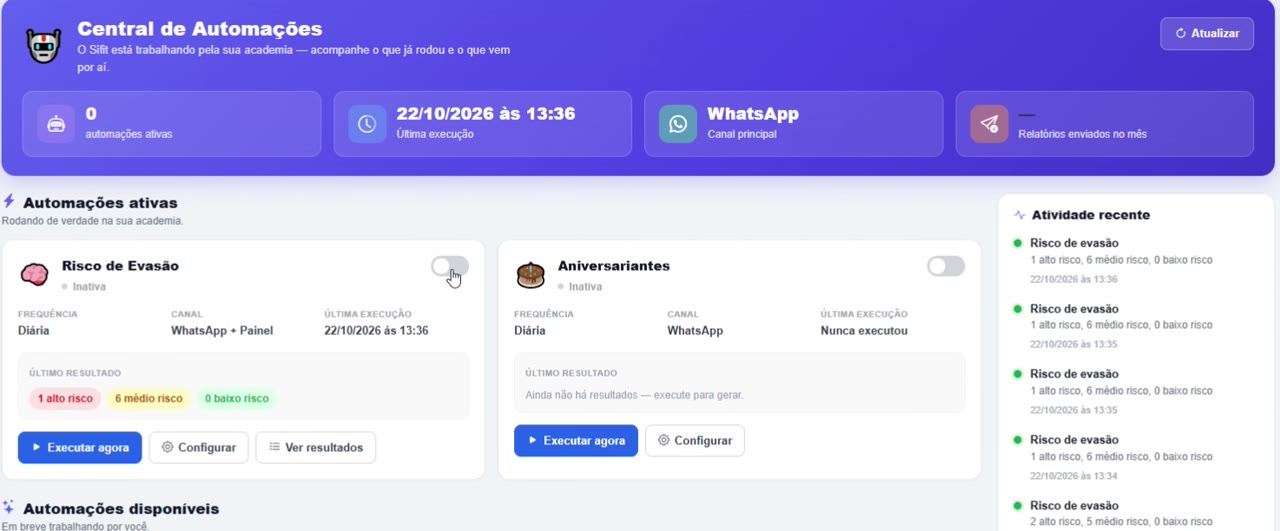 Central de Automações
O Sifit está trabalhando pela sua academia — acompanhe o que já rodou e o que vem
por aí.
Atualizar
0
automações ativas
22/10/2026 às 13:36
Última execução
WhatsApp
Canal principal
—
Relatórios enviados no mês
Automações ativas
Rodando de verdade na sua academia.
Risco de Evasão
Inativa
FREQUÊNCIA
CANAL
ÚLTIMA EXECUÇÃO
Diária
WhatsApp + Painel
22/10/2026 às 13:36
ÚLTIMO RESULTADO
1 alto risco
6 médio risco
0 baixo risco
Executar agora
Configurar
Ver resultados
Aniversariantes
Inativa
FREQUÊNCIA
CANAL
ÚLTIMA EXECUÇÃO
Diária
WhatsApp
Nunca executou
ÚLTIMO RESULTADO
Ainda não há resultados — execute para gerar.
Executar agora
Configurar
Automações disponíveis
Em breve trabalhando por você.
Atividade recente
Risco de evasão
1 alto risco, 6 médio risco, 0 baixo risco
22/10/2026 às 13:36
Risco de evasão
1 alto risco, 6 médio risco, 0 baixo risco
22/10/2026 às 13:35
Risco de evasão
1 alto risco, 6 médio risco, 0 baixo risco
22/10/2026 às 13:35
Risco de evasão
1 alto risco, 6 médio risco, 0 baixo risco
22/10/2026 às 13:34
Risco de evasão
2 alto risco, 5 médio risco, 0 baixo risco